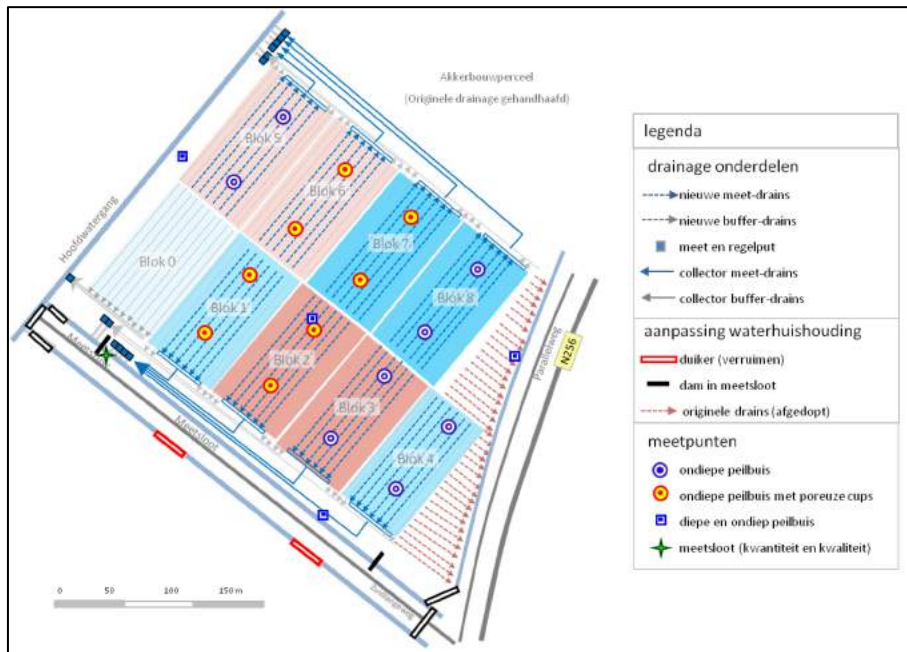 Akkerbouwperceel
(Originele drainage gehandhaafd)
Hoofdwatergang
Blok 5
Blok 6
Blok 7
Blok 8
Blok 0
Blok 1
Blok 2
Blok 3
Blok 4
Parallelweg
N256
Meetsloot
0 50 100 150 m
legenda
drainage onderdelen
nieuwe meet-drains
nieuwe buffer-drains
meet en regelput
collector meet-drains
collector buffer-drains
aanpassing waterhuishouding
duiker (verruimen)
dam in meetsloot
originele drains (afgedopt)
meetpunten
ondiepe peilbuis
ondiepe peilbuis met poreuze cups
diepe en ondiep peilbuis
meetsloot (kwantiteit en kwaliteit)